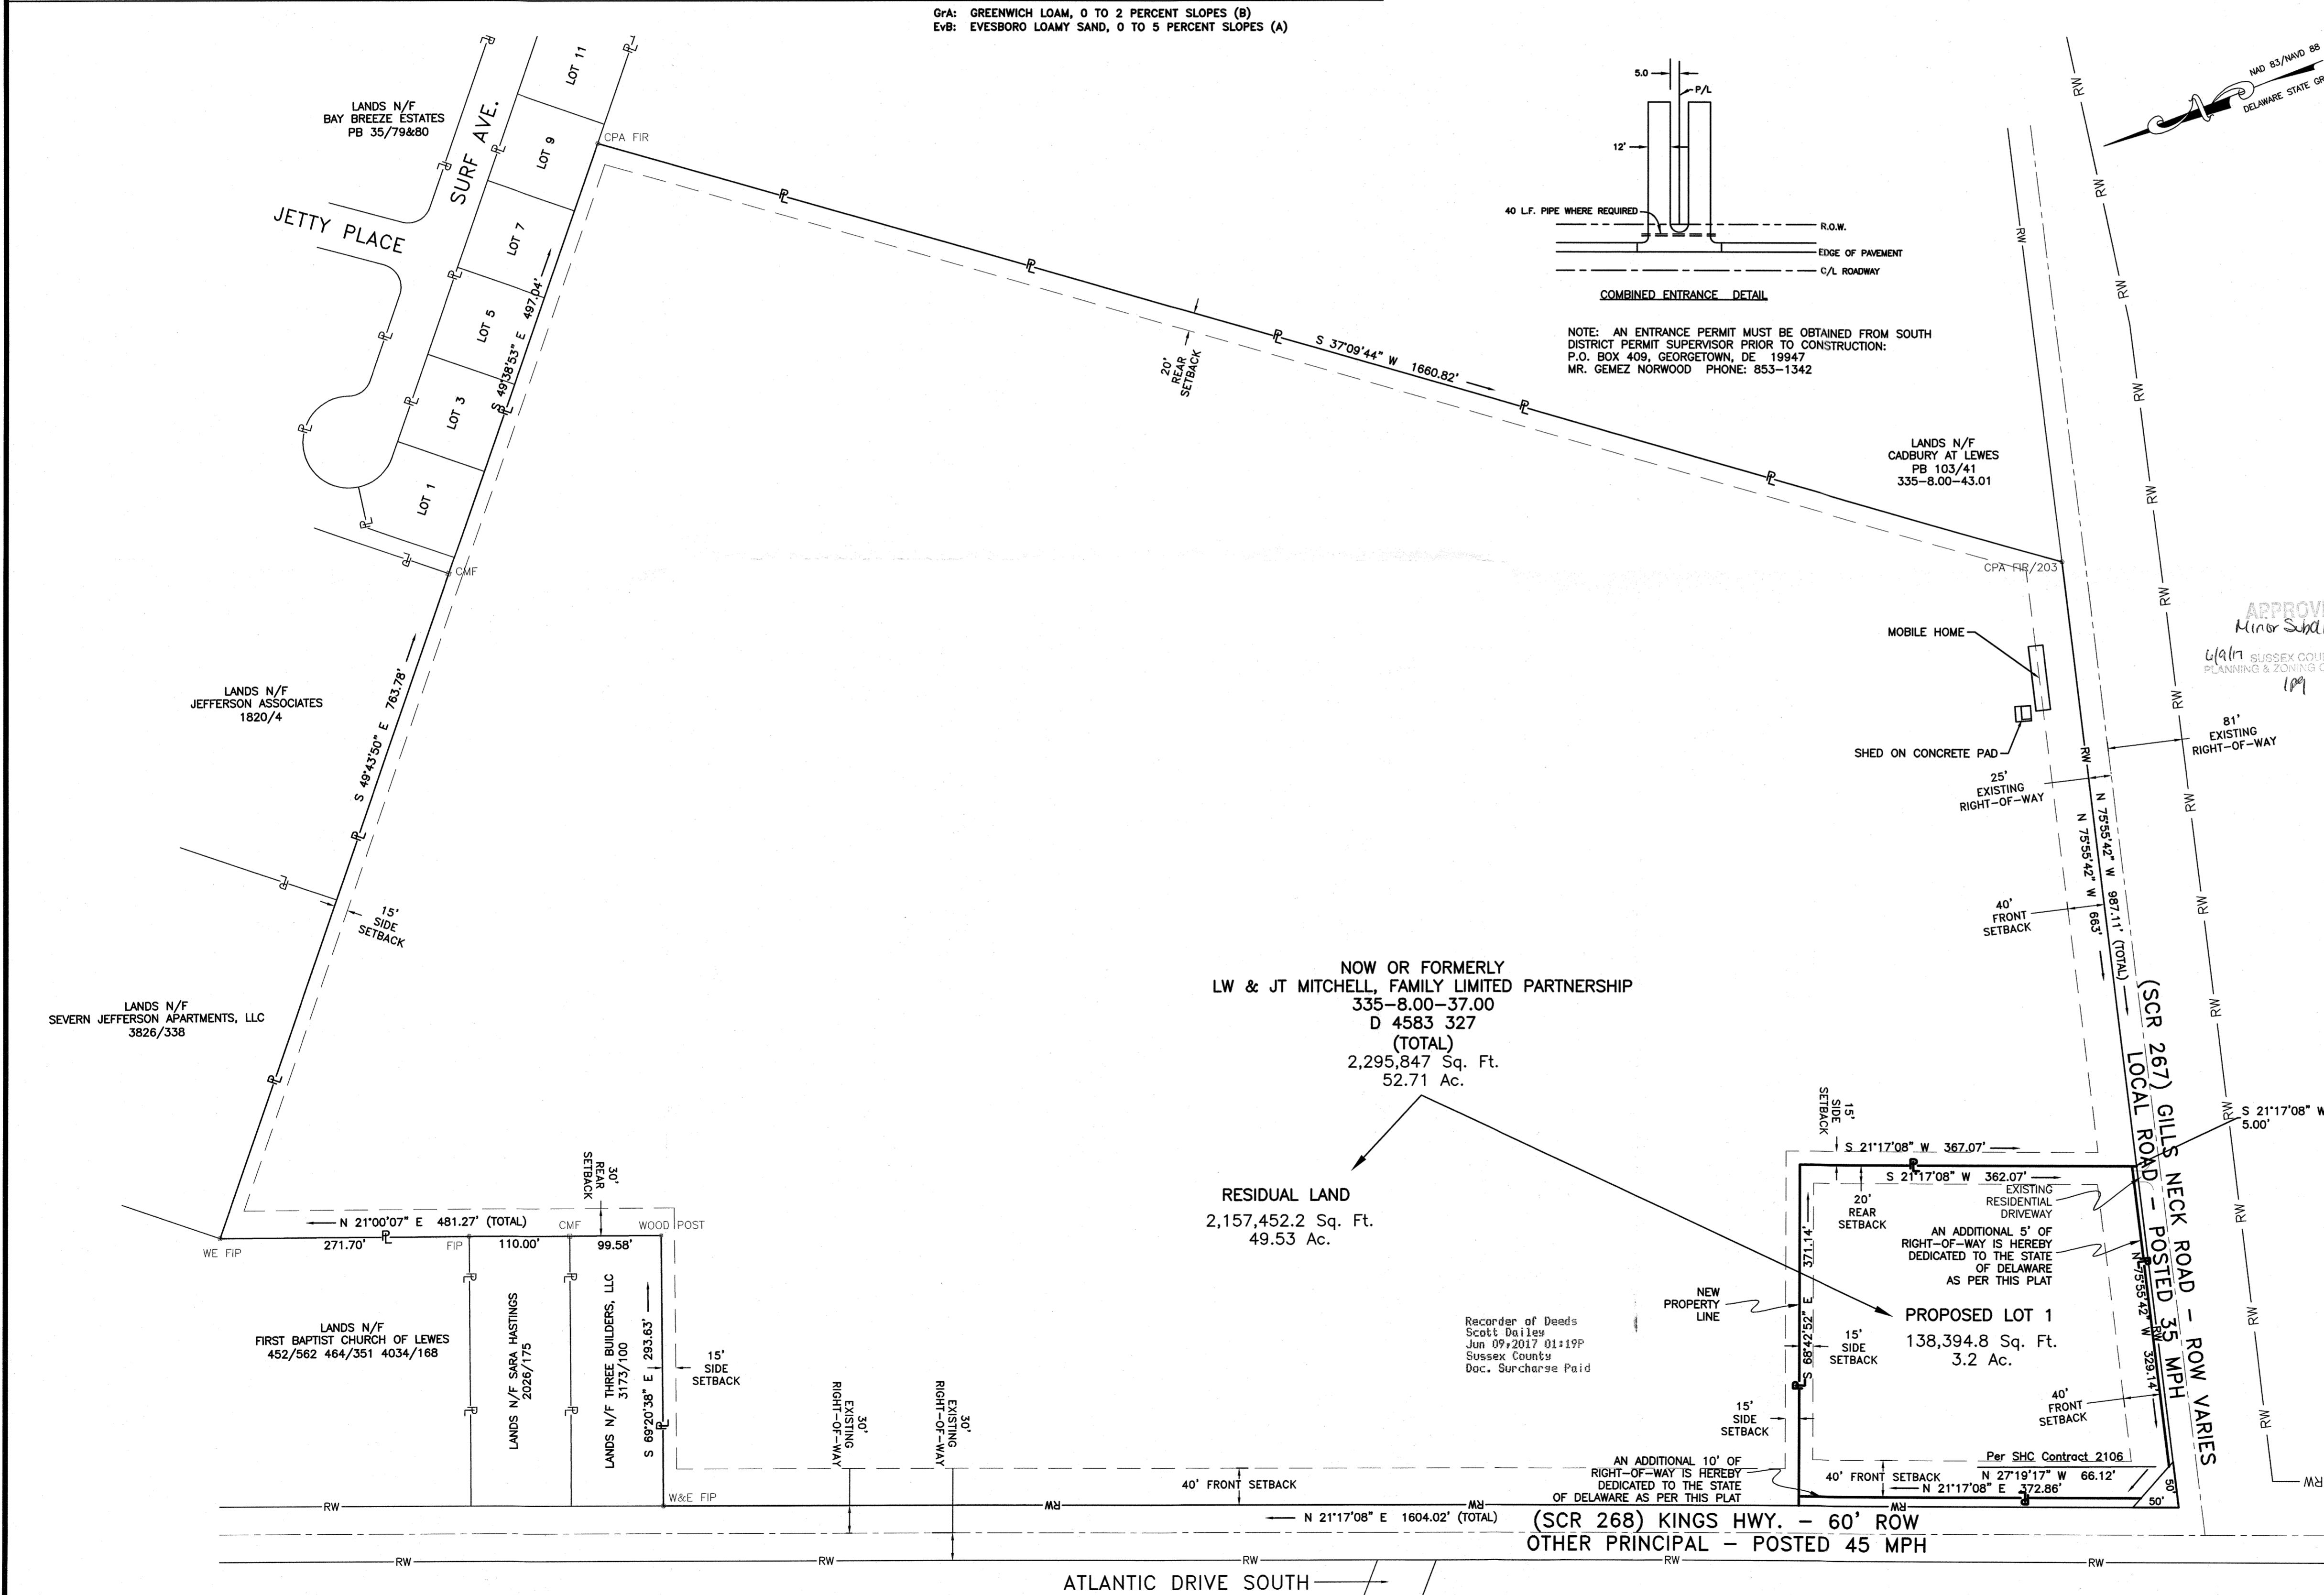 GrA: GREENWICH LOAM, 0 TO 2 PERCENT SLOPES (B)
EvB: EVESBORO LOAMY SAND, 0 TO 5 PERCENT SLOPES (A)
LANDS N/F
BAY BREEZE ESTATES
PB 35/79&80
SURF AVE.
JETTY PLACE
LOT 11
LOT 9
LOT 7
LOT 5
LOT 3
LOT 1
CPA FIR
S 49°38'53" E 497.04'
CMF
S 37°09'44" W 1660.82'
20'
REAR
SETBACK
5.0
P/L
12'
40 L.F. PIPE WHERE REQUIRED
R.O.W.
EDGE OF PAVEMENT
C/L ROADWAY
COMBINED ENTRANCE DETAIL
NOTE: AN ENTRANCE PERMIT MUST BE OBTAINED FROM SOUTH
DISTRICT PERMIT SUPERVISOR PRIOR TO CONSTRUCTION:
P.O. BOX 409, GEORGETOWN, DE 19947
MR. GEMEZ NORWOOD PHONE: 853-1342
NAD 83/NAVD 88
DELAWARE STATE GR
LANDS N/F
CADBURY AT LEWES
PB 103/41
335-8.00-43.01
CPA FIR/203
MOBILE HOME
SHED ON CONCRETE PAD
APPROV
Minor Subdi
6/9/17 SUSSEX COU
PLANNING & ZONING C
81'
EXISTING
RIGHT-OF-WAY
25'
EXISTING
RIGHT-OF-WAY
N 75°55'42" W 987.11' (TOTAL)
N 75°55'42" W 663'
40'
FRONT
SETBACK
LANDS N/F
JEFFERSON ASSOCIATES
1820/4
S 49°43'50" E 763.78'
15'
SIDE
SETBACK
LANDS N/F
SEVERN JEFFERSON APARTMENTS, LLC
3826/338
NOW OR FORMERLY
LW & JT MITCHELL, FAMILY LIMITED PARTNERSHIP
335-8.00-37.00
D 4583 327
(TOTAL)
2,295,847 Sq. Ft.
52.71 Ac.
RESIDUAL LAND
2,157,452.2 Sq. Ft.
49.53 Ac.
(SCR 267) GILLS NECK ROAD - ROW VARIES
LOCAL ROAD - POSTED 35 MPH
S 21°17'08" W
5.00'
15'
SIDE
SETBACK
S 21°17'08" W 367.07'
S 21°17'08" W 362.07'
20'
REAR
SETBACK
EXISTING
RESIDENTIAL
DRIVEWAY
AN ADDITIONAL 5' OF
RIGHT-OF-WAY IS HEREBY
DEDICATED TO THE STATE
OF DELAWARE
AS PER THIS PLAT
N 75°55'42" W 329.14'
S 68°42'52" E 371.14'
NEW
PROPERTY
LINE
PROPOSED LOT 1
138,394.8 Sq. Ft.
3.2 Ac.
15'
SIDE
SETBACK
15'
SIDE
SETBACK
40'
FRONT
SETBACK
Per SHC Contract 2106
N 27°19'17" W 66.12'
40' FRONT SETBACK
N 21°17'08" E 372.86'
50'
50'
AN ADDITIONAL 10' OF
RIGHT-OF-WAY IS HEREBY
DEDICATED TO THE STATE
OF DELAWARE AS PER THIS PLAT
Recorder of Deeds
Scott Dailey
Jun 09,2017 01:19P
Sussex County
Doc. Surcharge Paid
30'
REAR
SETBACK
N 21°00'07" E 481.27' (TOTAL)
CMF
WOOD POST
WE FIP
271.70'
FIP
110.00'
99.58'
LANDS N/F
FIRST BAPTIST CHURCH OF LEWES
452/562 464/351 4034/168
LANDS N/F SARA HASTINGS
2026/175
LANDS N/F THREE BUILDERS, LLC
3173/100
S 69°20'38" E 293.63'
15'
SIDE
SETBACK
30'
EXISTING
RIGHT-OF-WAY
30'
EXISTING
RIGHT-OF-WAY
W&E FIP
40' FRONT SETBACK
N 21°17'08" E 1604.02' (TOTAL)
(SCR 268) KINGS HWY. - 60' ROW
OTHER PRINCIPAL - POSTED 45 MPH
RW
RW
RW
RW
RW
ATLANTIC DRIVE SOUTH